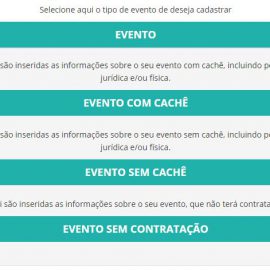 Selecione aqui o tipo de evento de deseja cadastrar
EVENTO
são inseridas as informações sobre o seu evento com cachê, incluindo
jurídica e/ou física.
EVENTO COM CACHÊ
são inseridas as informações sobre o seu evento sem cachê, incluindo
jurídica e/ou física.
EVENTO SEM CACHÊ
são inseridas as informações sobre o seu evento, que não terá
EVENTO SEM CONTRATAÇÃO